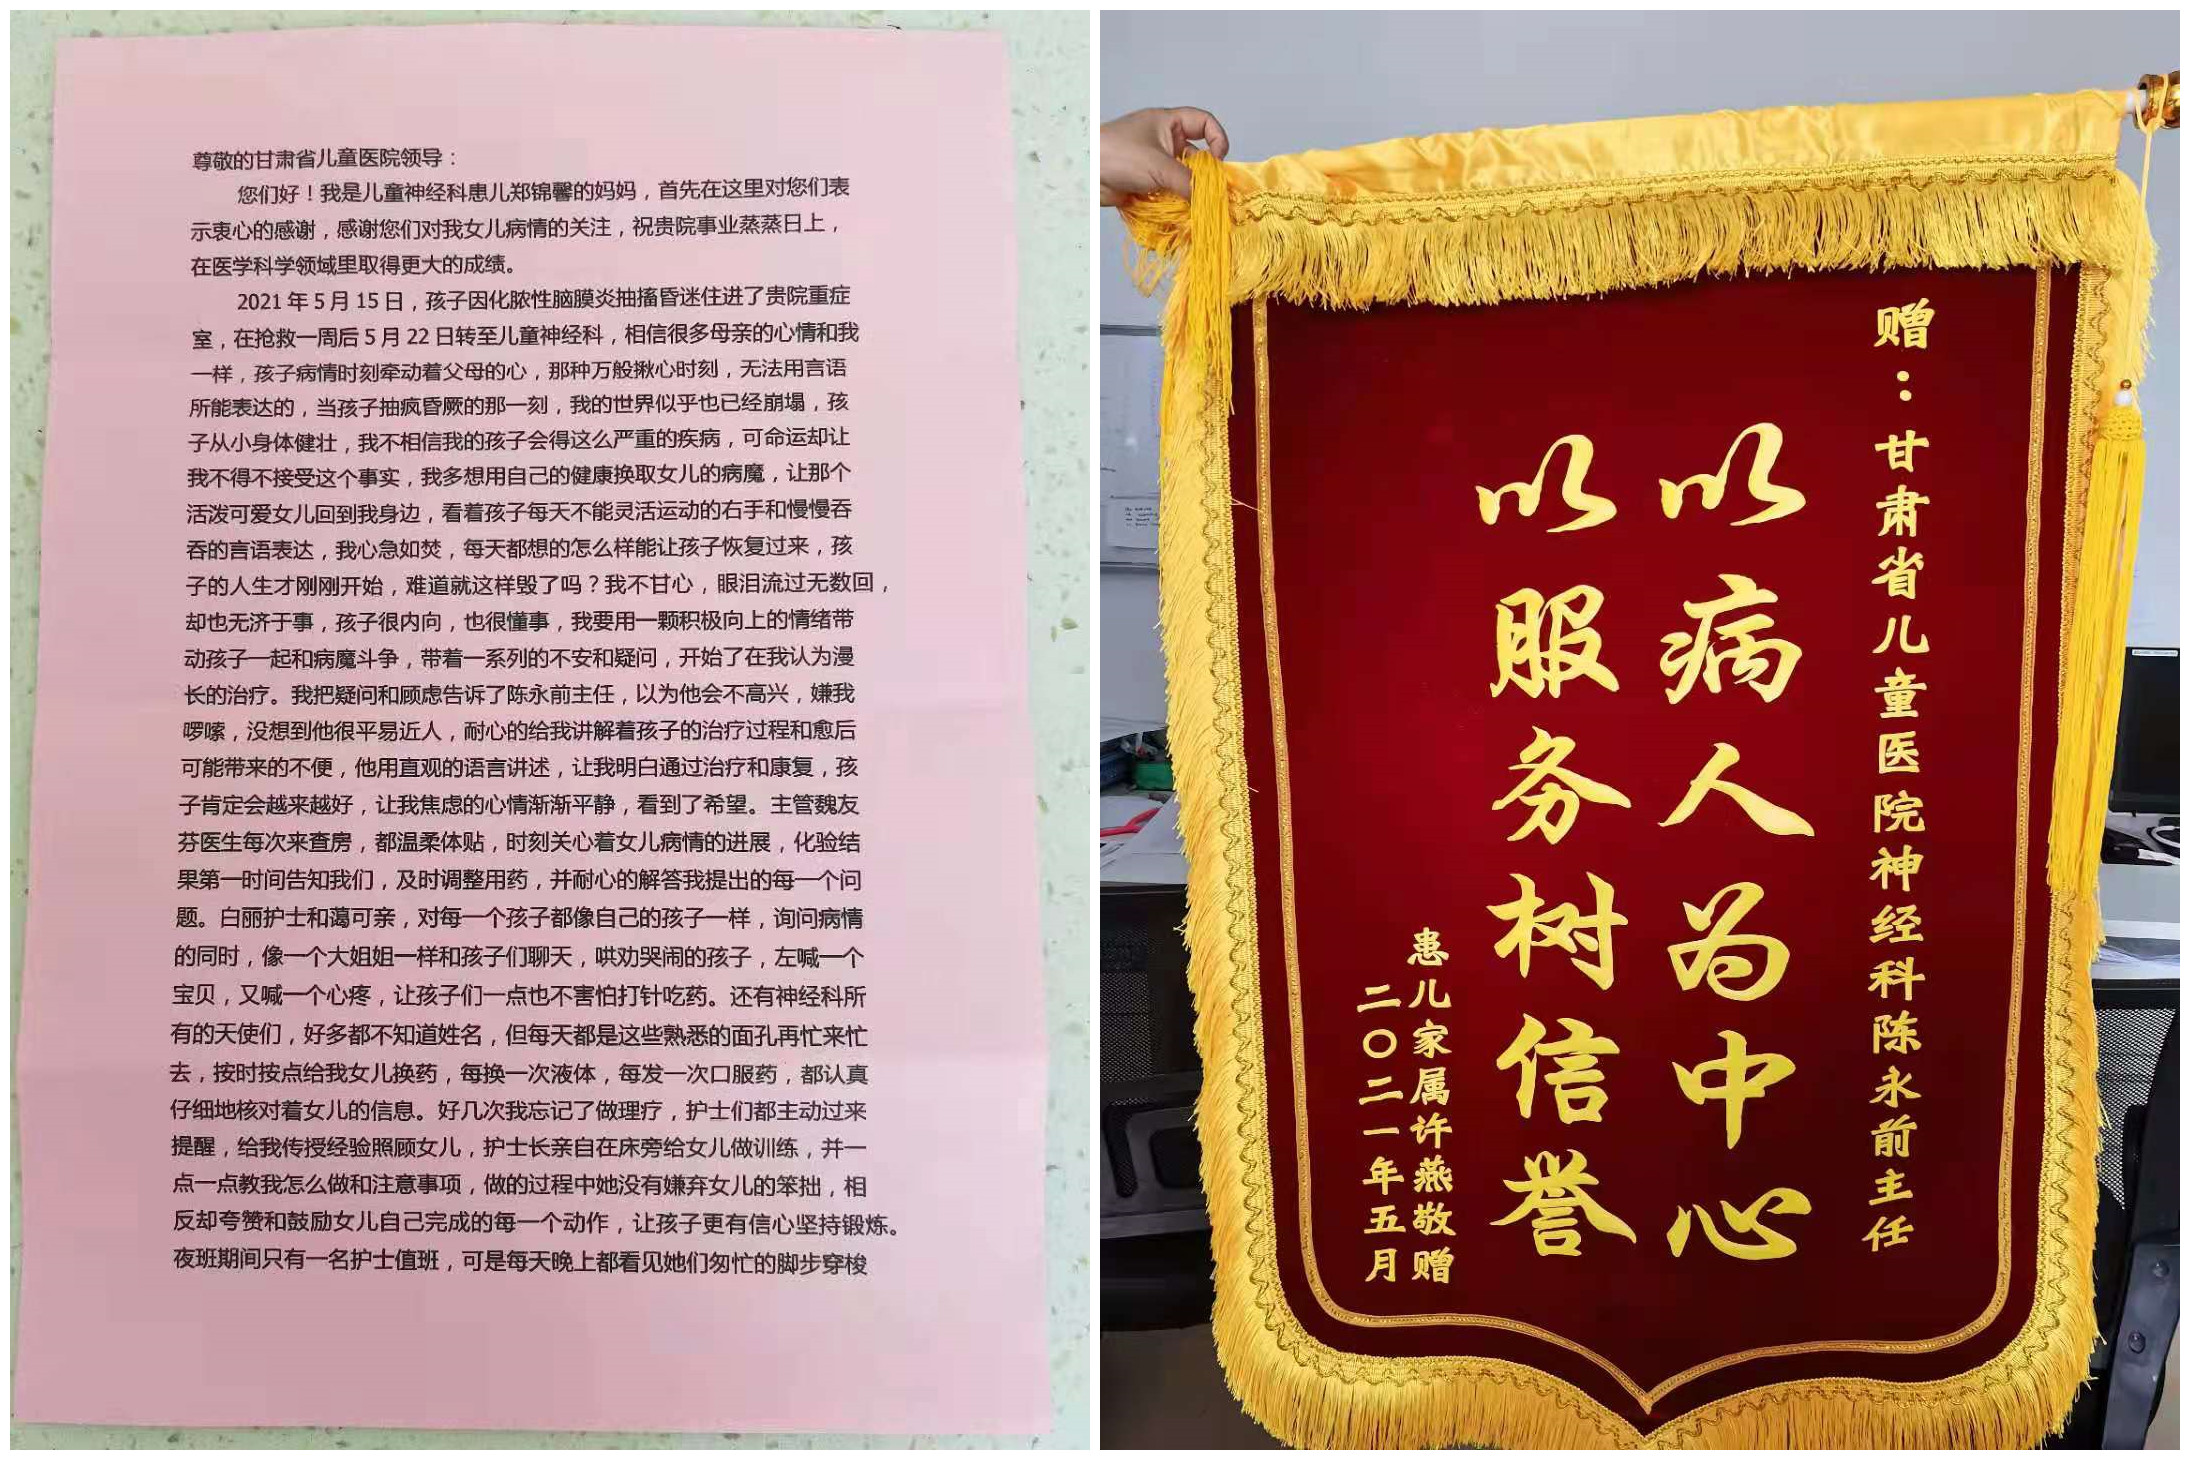 尊敬的甘肃省儿童医院领导：
您们好！我是儿童神经科患儿郑锦馨的妈妈，首先在这里对您们表
示衷心的感谢，感谢您们对我女儿病情的关注，祝贵院事业蒸蒸日上，
在医学科学领域里取得更大的成绩。
2021年5月15日，孩子因化脓性脑膜炎抽搐昏迷住进了贵院重症
室，在抢救一周后5月22日转至儿童神经科，相信很多母亲的心情和我
一样，孩子病情时刻牵动着父母的心，那种万般揪心时刻，无法用言语
所能表达的，当孩子抽疯昏厥的那一刻，我的世界似乎也已经崩塌，孩
子从小身体健壮，我不相信我的孩子会得这么严重的疾病，可命运却让
我不得不接受这个事实，我多想用自己的健康换取女儿的病魔，让那个
活泼可爱女儿回到我身边，看着孩子每天不能灵活运动的右手和慢慢吞
吞的言语表达，我心急如焚，每天都想的怎么样能让孩子恢复过来，孩
子的人生才刚刚开始，难道就这样毁了吗？我不甘心，眼泪流过无数回，
却也无济于事，孩子很内向，也很懂事，我要用一颗积极向上的情绪带
动孩子一起和病魔斗争，带着一系列的不安和疑问，开始了在我认为漫
长的治疗。我把疑问和顾虑告诉了陈永前主任，以为他会不高兴，嫌我
啰嗦，没想到他很平易近人，耐心的给我讲解着孩子的治疗过程和愈后
可能带来的不便，他用直观的语言讲述，让我明白通过治疗和康复，孩
子肯定会越来越好，让我焦虑的心情渐渐平静，看到了希望。主管魏友
芬医生每次来查房，都温柔体贴，时刻关心着女儿病情的进展，化验结
果第一时间告知我们，及时调整用药，并耐心的解答我提出的每一个问
题。白丽护士和蔼可亲，对每一个孩子都像自己的孩子一样，询问病情
的同时，像一个大姐姐一样和孩子们聊天，哄劝哭闹的孩子，左喊一个
宝贝，又喊一个心疼，让孩子们一点也不害怕打针吃药。还有神经科所
有的天使们，好多都不知道姓名，但每天都是这些熟悉的面孔再忙来忙
去，按时按点给我女儿换药，每换一次液体，每发一次口服药，都认真
仔细地核对着女儿的信息。好几次我忘记了做理疗，护士们都主动过来
提醒，给我传授经验照顾女儿，护士长亲自在床旁给女儿做训练，并一
点一点教我怎么做和注意事项，做的过程中她没有嫌弃女儿的笨拙，相
反却夸赞和鼓励女儿自己完成的每一个动作，让孩子更有信心坚持锻炼。
夜班期间只有一名护士值班，可是每天晚上都看见她们匆忙的脚步穿梭
赠：甘肃省儿童医院神经科陈永前主任
以病人为中心
以服务树信誉
患儿家属许燕敬赠
二〇二一年五月